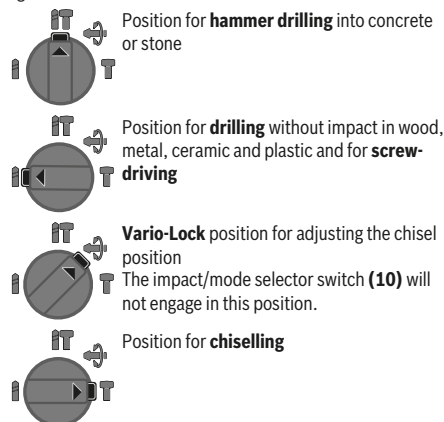 Position for hammer drilling into concrete
or stone
Position for drilling without impact in wood,
metal, ceramic and plastic and for screw-
driving
Vario-Lock position for adjusting the chisel
position
The impact/mode selector switch (10) will
not engage in this position.
Position for chiselling